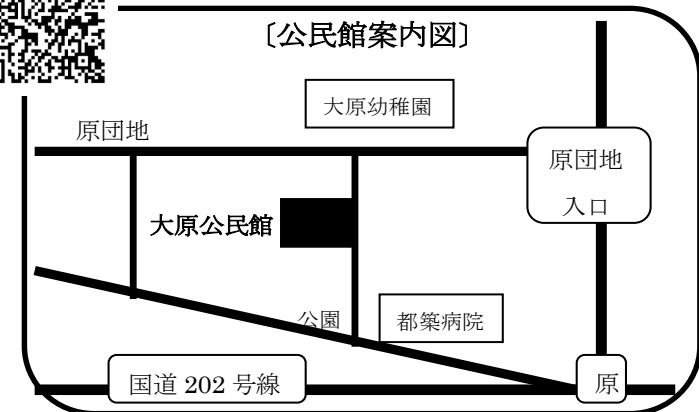 〔公民館案内図〕
大原幼稚園
原団地
原団地
入口
大原公民館
公園
都築病院
国道 202 号線
原